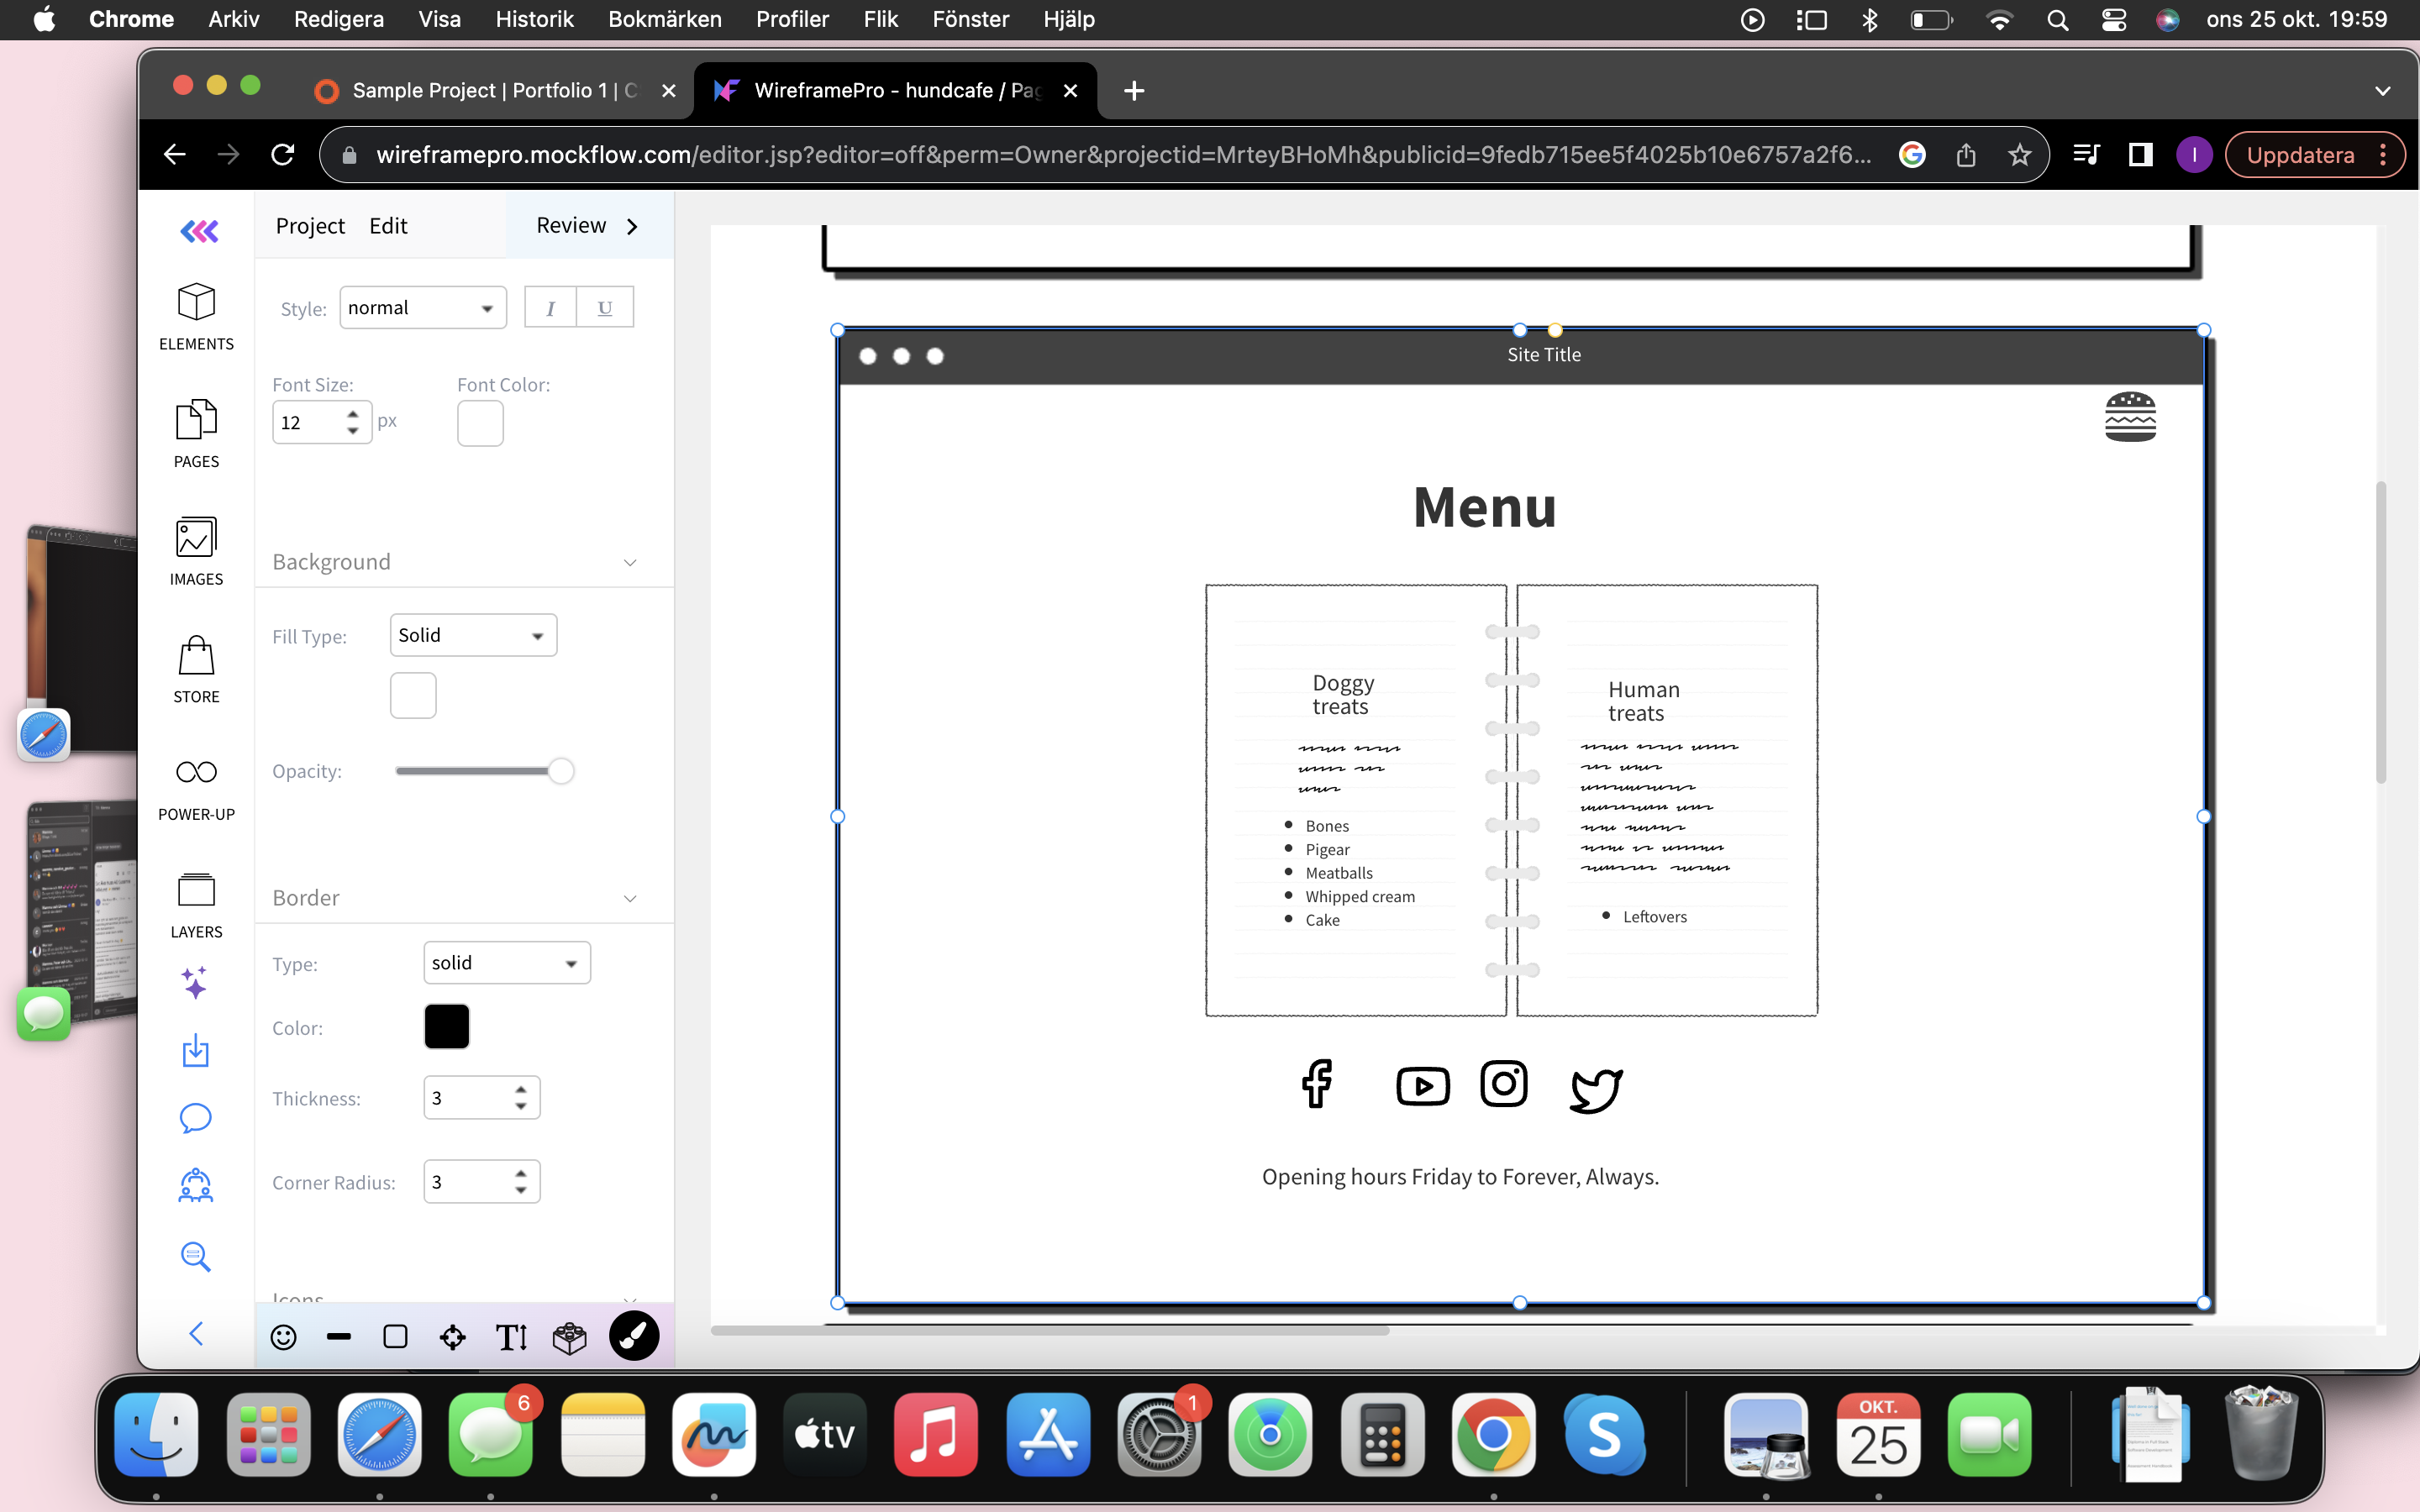 Chrome Arkiv Redigera Visa Historik Bokmärken Profiler Flik Fönster Hjälp ons 25 okt. 19:59
Sample Project | Portfolio 1 | C
WireframePro - hundcafe / Pag
wireframepro.mockflow.com/editor.jsp?editor=off&perm=Owner&projectid=MrteyBHoMh&publicid=9fedb715ee5f4025b10e6757a2f6...
I
Uppdatera
Project Edit Review
ELEMENTS
PAGES
IMAGES
STORE
POWER-UP
LAYERS
Style: normal I U
Font Size: Font Color:
12 px
Background
Fill Type: Solid
Opacity:
Border
Type: solid
Color:
Thickness: 3
Corner Radius: 3
Icons
Site Title
Menu
Doggy
treats
Bones
Pigear
Meatballs
Whipped cream
Cake
Human
treats
Leftovers
Opening hours Friday to Forever, Always.
6
tv
1
S
OKT.
25